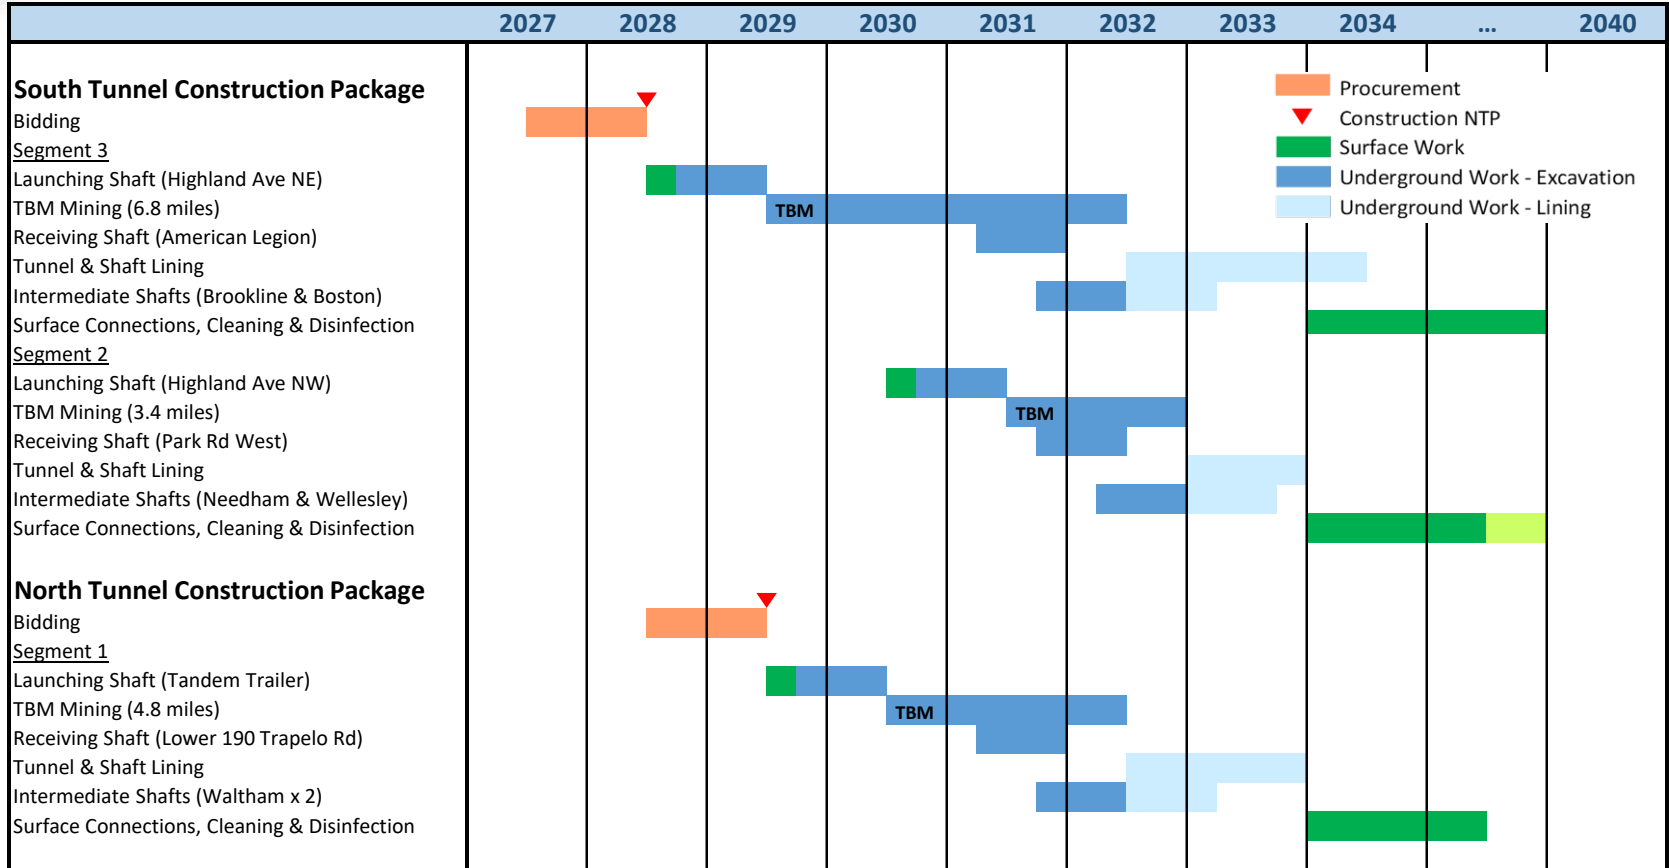 2027 2028 2029 2030 2031 2032 2033 2034 ... 2040
South Tunnel Construction Package
Procurement
Construction NTP
Bidding
Segment 3
Surface Work
Launching Shaft (Highland Ave NE)
Underground Work - Excavation
TBM Mining (6.8 miles)
TBM
Underground Work - Lining
Receiving Shaft (American Legion)
Tunnel & Shaft Lining
Intermediate Shafts (Brookline & Boston)
Surface Connections, Cleaning & Disinfection
Segment 2
Launching Shaft (Highland Ave NW)
TBM Mining (3.4 miles)
TBM
Receiving Shaft (Park Rd West)
Tunnel & Shaft Lining
Intermediate Shafts (Needham & Wellesley)
Surface Connections, Cleaning & Disinfection
North Tunnel Construction Package
Bidding
Segment 1
Launching Shaft (Tandem Trailer)
TBM Mining (4.8 miles)
TBM
Receiving Shaft (Lower 190 Trapelo Rd)
Tunnel & Shaft Lining
Intermediate Shafts (Waltham x 2)
Surface Connections, Cleaning & Disinfection